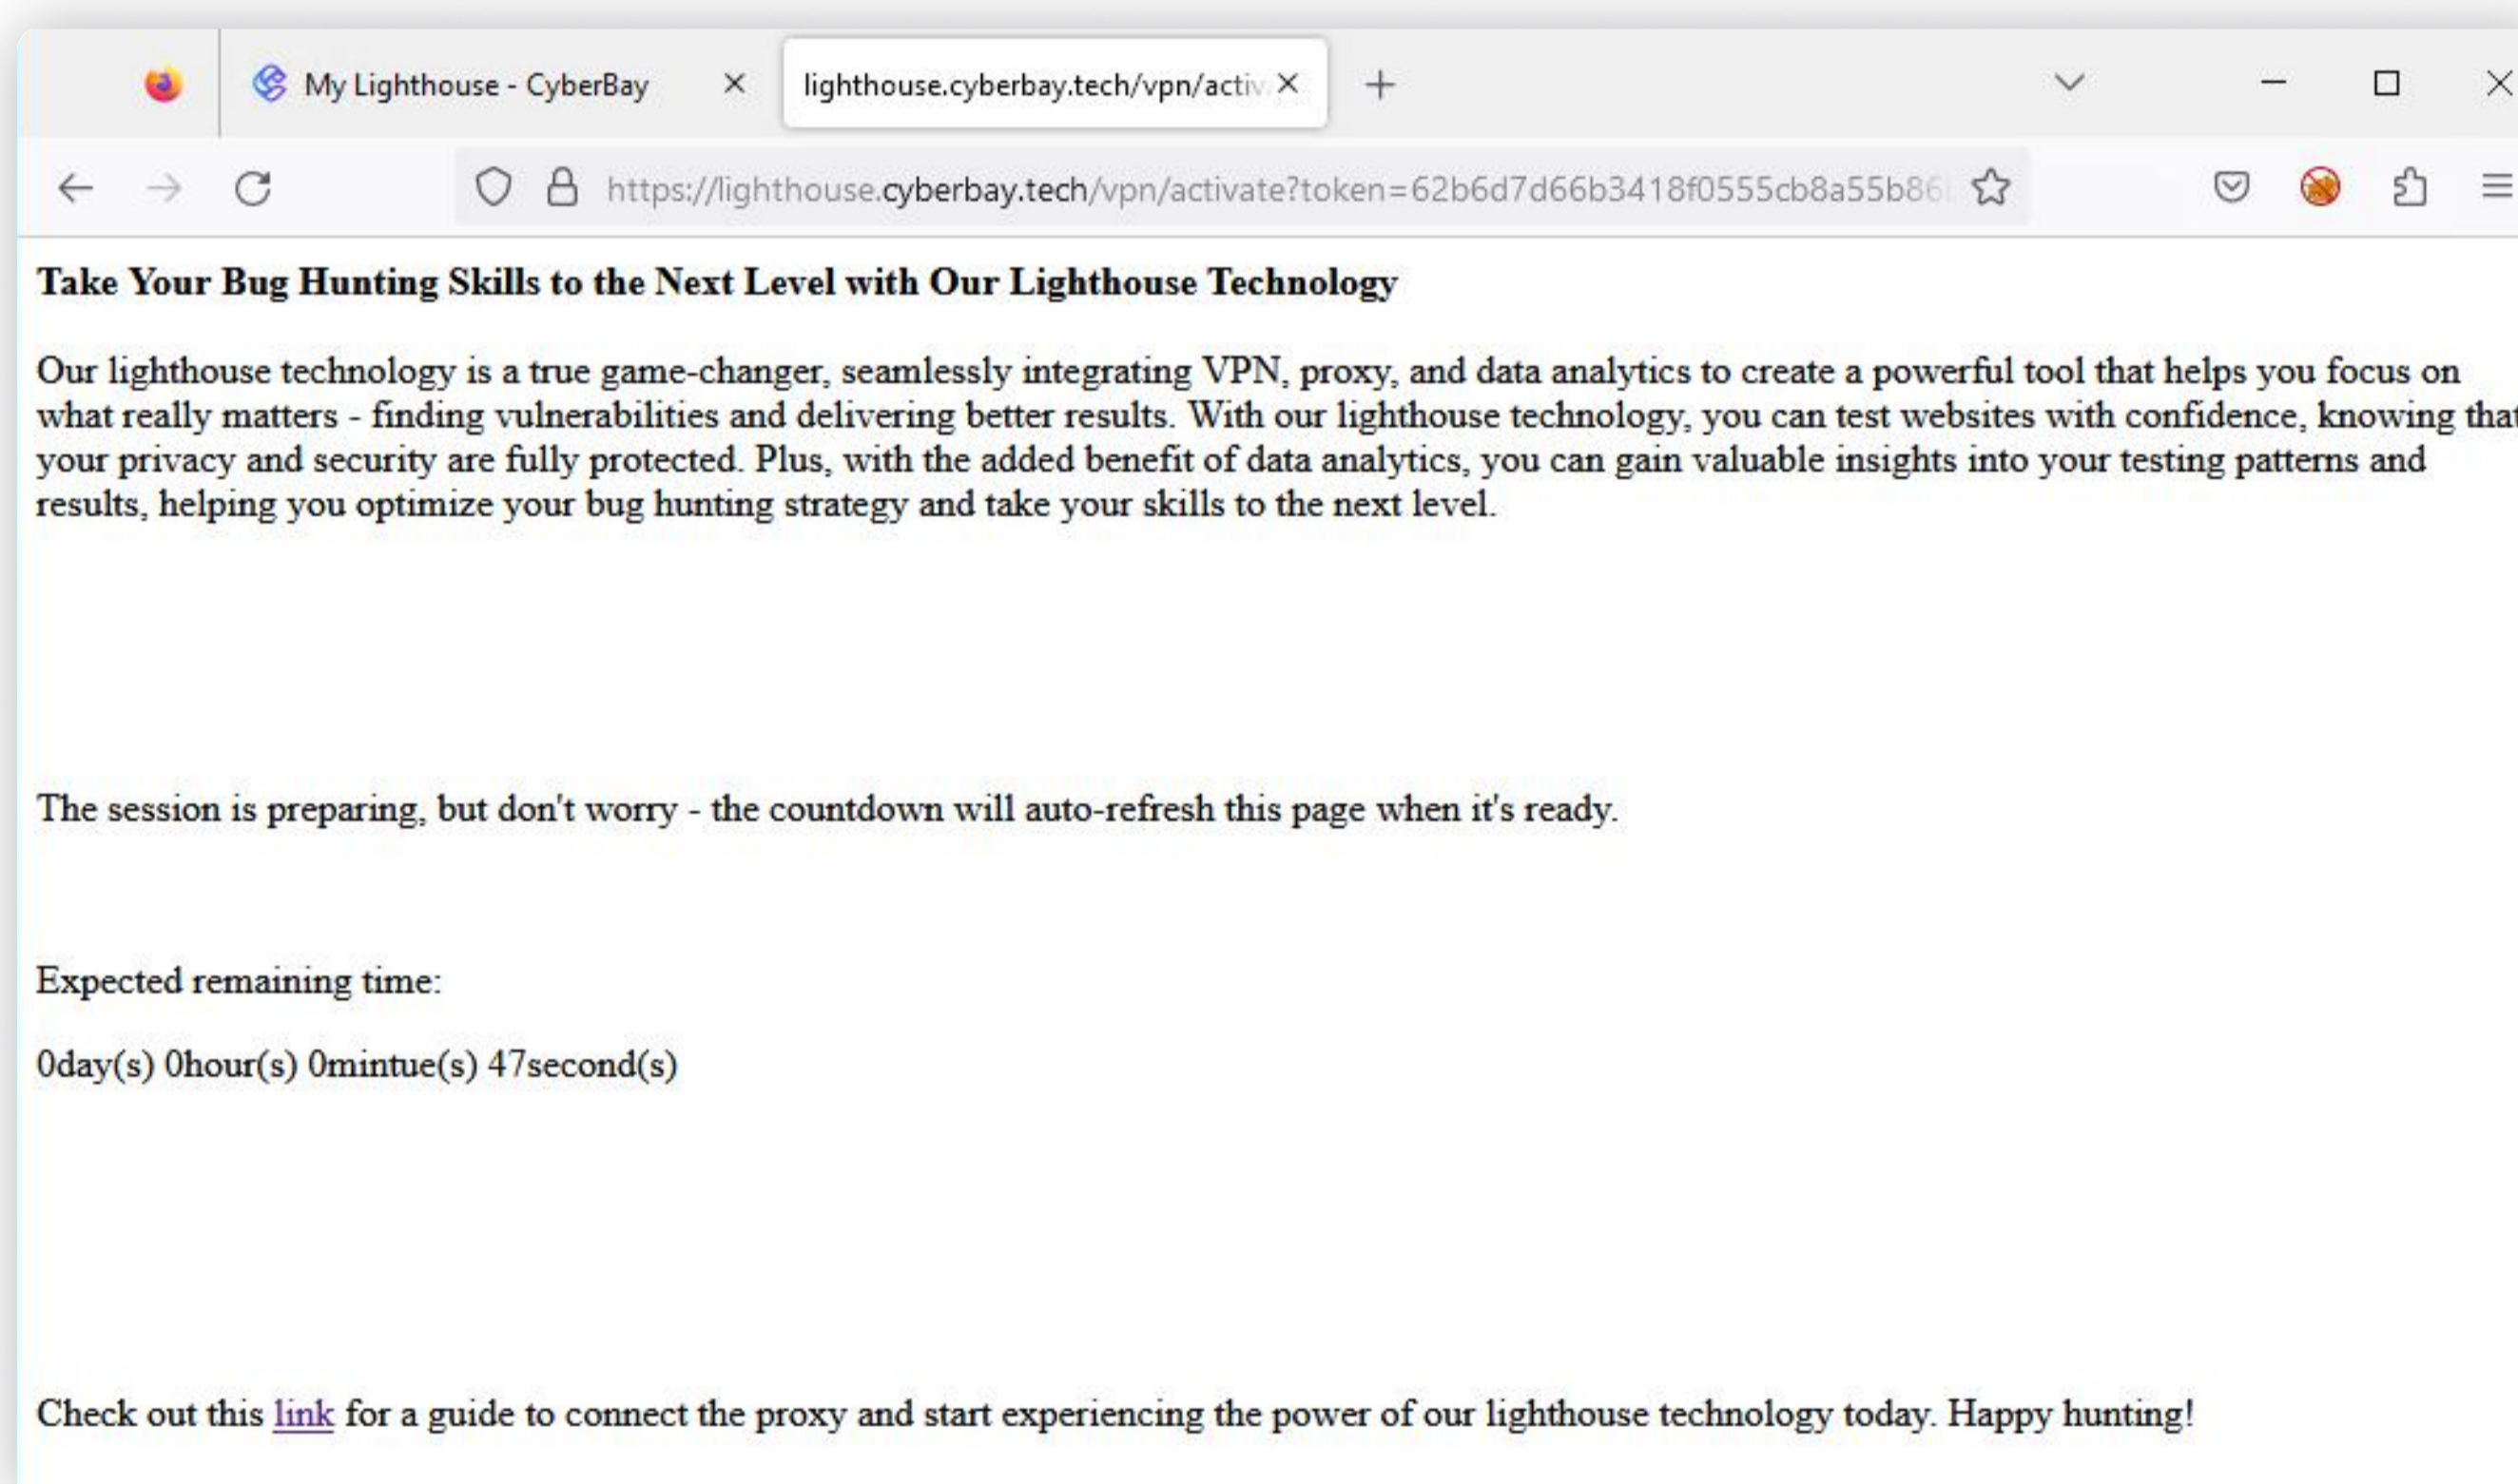 My Lighthouse - CyberBay
lighthouse.cyberbay.tech/vpn/activ
https://lighthouse.cyberbay.tech/vpn/activate?token=62b6d7d66b3418f0555cb8a55b86
Take Your Bug Hunting Skills to the Next Level with Our Lighthouse Technology
Our lighthouse technology is a true game-changer, seamlessly integrating VPN, proxy, and data analytics to create a powerful tool that helps you focus on
what really matters - finding vulnerabilities and delivering better results. With our lighthouse technology, you can test websites with confidence, knowing that
your privacy and security are fully protected. Plus, with the added benefit of data analytics, you can gain valuable insights into your testing patterns and
results, helping you optimize your bug hunting strategy and take your skills to the next level.
The session is preparing, but don't worry - the countdown will auto-refresh this page when it's ready.
Expected remaining time:
0day(s) 0hour(s) 0mintue(s) 47second(s)
Check out this link for a guide to connect the proxy and start experiencing the power of our lighthouse technology today. Happy hunting!